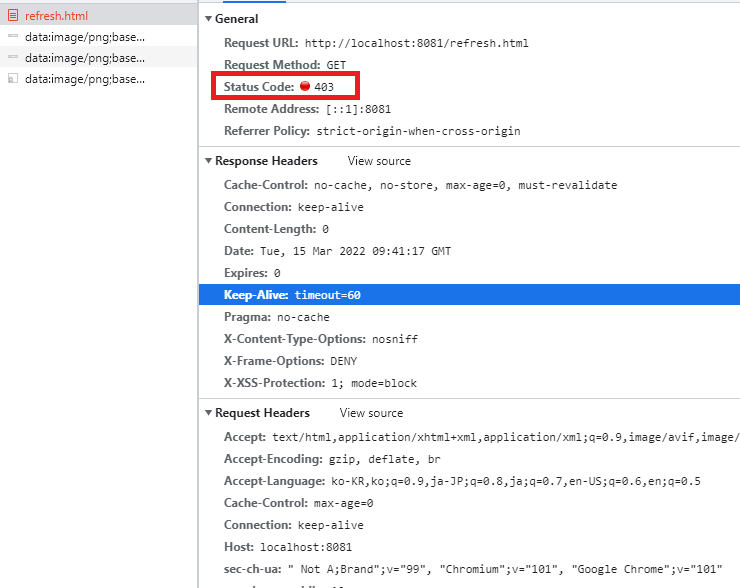 refresh.html
data:image/png;base...
data:image/png;base...
data:image/png;base...
General
Request URL: http://localhost:8081/refresh.html
Request Method: GET
Status Code: 403
Remote Address: [::1]:8081
Referrer Policy: strict-origin-when-cross-origin
Response Headers View source
Cache-Control: no-cache, no-store, max-age=0, must-revalidate
Connection: keep-alive
Content-Length: 0
Date: Tue, 15 Mar 2022 09:41:17 GMT
Expires: 0
Keep-Alive: timeout=60
Pragma: no-cache
X-Content-Type-Options: nosniff
X-Frame-Options: DENY
X-XSS-Protection: 1; mode=block
Request Headers View source
Accept: text/html,application/xhtml+xml,application/xml;q=0.9,image/avif,image/
Accept-Encoding: gzip, deflate, br
Accept-Language: ko-KR,ko;q=0.9,ja-JP;q=0.8,ja;q=0.7,en-US;q=0.6,en;q=0.5
Cache-Control: max-age=0
Connection: keep-alive
Host: localhost:8081
sec-ch-ua: " Not A;Brand";v="99", "Chromium";v="101", "Google Chrome";v="101"